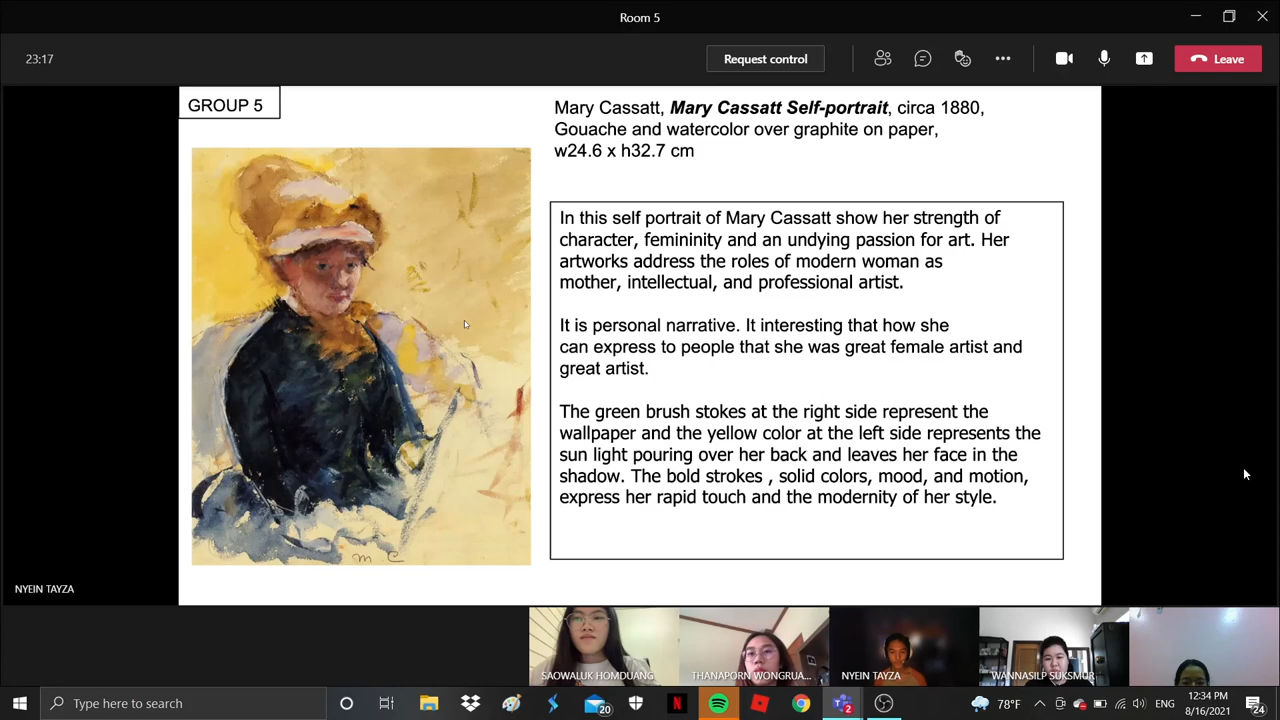 Room 5
23:17
Request control
Leave
GROUP 5
Mary Cassatt, Mary Cassatt Self-portrait, circa 1880,
Gouache and watercolor over graphite on paper,
w24.6 x h32.7 cm
In this self portrait of Mary Cassatt show her strength of
character, femininity and an undying passion for art. Her
artworks address the roles of modern woman as
mother, intellectual, and professional artist.
It is personal narrative. It interesting that how she
can express to people that she was great female artist and
great artist.
The green brush stokes at the right side represent the
wallpaper and the yellow color at the left side represents the
sun light pouring over her back and leaves her face in the
shadow. The bold strokes , solid colors, mood, and motion,
express her rapid touch and the modernity of her style.
M C
NYEIN TAYZA
SAOWALUK HOMDUANG
THANAPORN WONGRUA...
NYEIN TAYZA
WANNASILP SUKSMUR
Type here to search
20
2
78°F
ENG
12:34 PM
8/16/2021
24